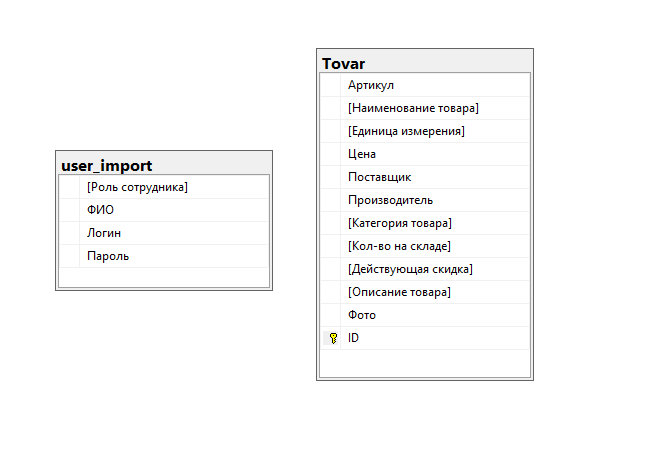 user_import
[Роль сотрудника]
ФИО
Логин
Пароль
Tovar
Артикул
[Наименование товара]
[Единица измерения]
Цена
Поставщик
Производитель
[Категория товара]
[Кол-во на складе]
[Действующая скидка]
[Описание товара]
Фото
ID